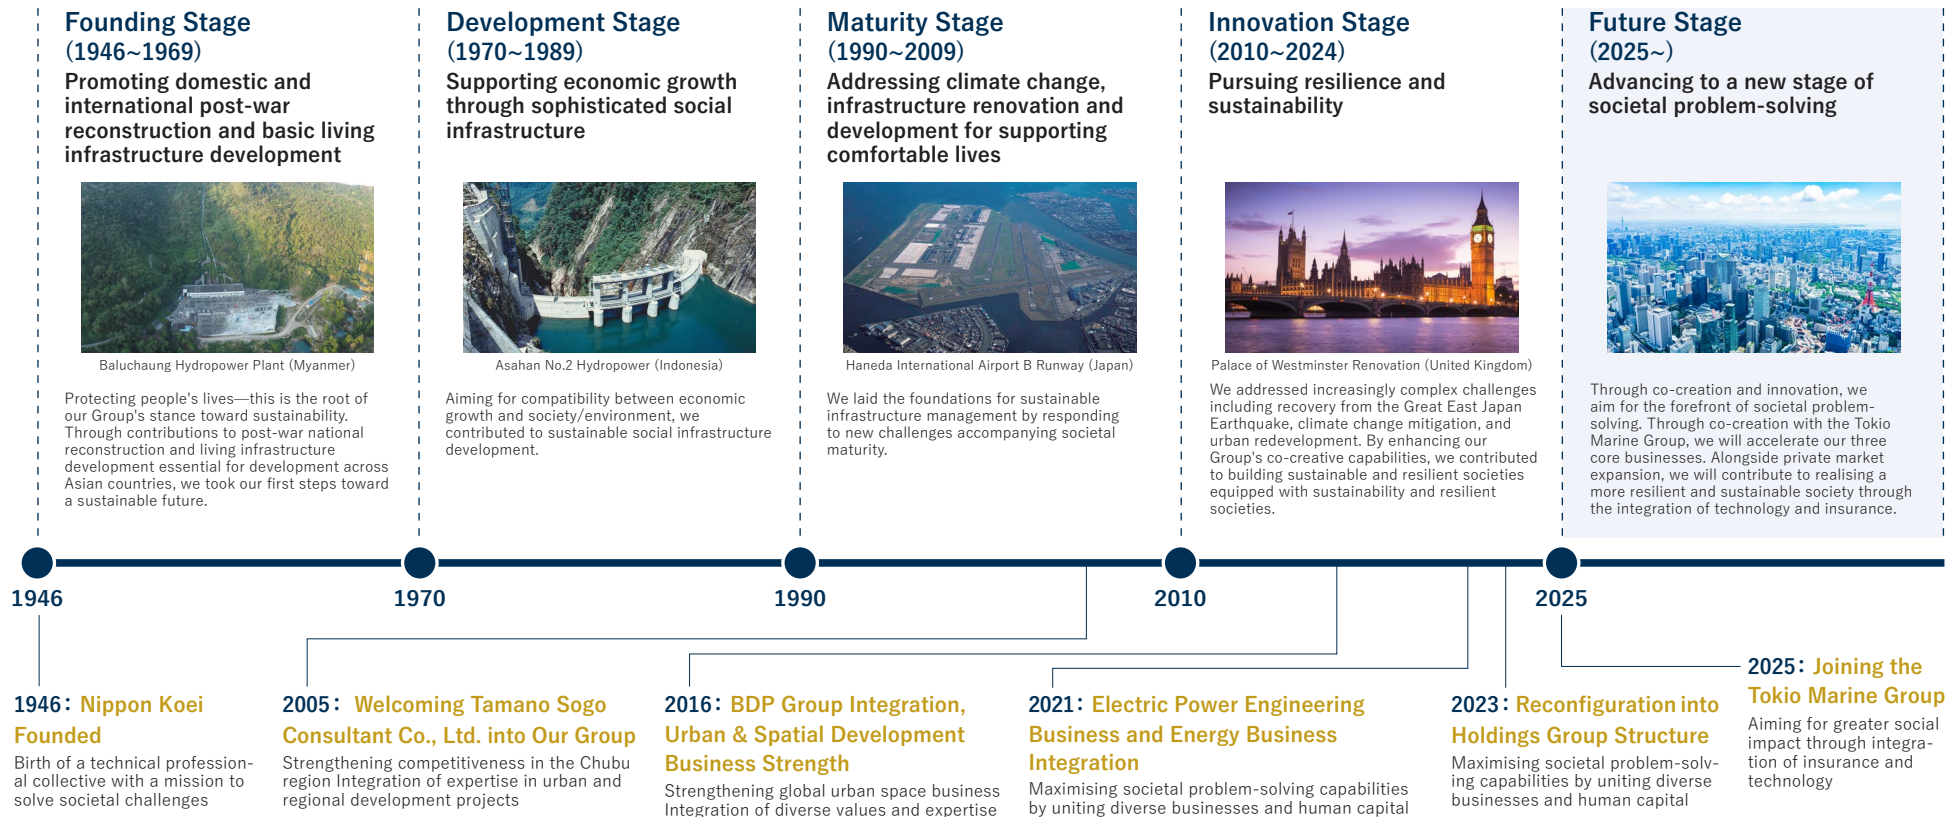 Founding Stage
(1946~1969)
Promoting domestic and
international post-war
reconstruction and basic living
infrastructure development
Baluchaung Hydropower Plant (Myanmer)
Protecting people's lives—this is the root of
our Group's stance toward sustainability.
Through contributions to post-war national
reconstruction and living infrastructure
development essential for development across
Asian countries, we took our first steps toward
a sustainable future.
Development Stage
(1970~1989)
Supporting economic growth
through sophisticated social
infrastructure
Asahan No.2 Hydropower (Indonesia)
Aiming for compatibility between economic
growth and society/environment, we
contributed to sustainable social infrastructure
development.
Maturity Stage
(1990~2009)
Addressing climate change,
infrastructure renovation and
development for supporting
comfortable lives
Haneda International Airport B Runway (Japan)
We laid the foundations for sustainable
infrastructure management by responding
to new challenges accompanying societal
maturity.
Innovation Stage
(2010~2024)
Pursuing resilience and
sustainability
Palace of Westminster Renovation (United Kingdom)
We addressed increasingly complex challenges
including recovery from the Great East Japan
Earthquake, climate change mitigation, and
urban redevelopment. By enhancing our
Group's co-creative capabilities, we contributed
to building sustainable and resilient societies
equipped with sustainability and resilient
societies.
Future Stage
(2025~)
Advancing to a new stage of
societal problem-solving
Through co-creation and innovation, we
aim for the forefront of societal problem-
solving. Through co-creation with the Tokio
Marine Group, we will accelerate our three
core businesses. Alongside private market
expansion, we will contribute to realising a
more resilient and sustainable society through
the integration of technology and insurance.
1946
1970
1990
2010
2025
1946: Nippon Koei
Founded
Birth of a technical profession-
al collective with a mission to
solve societal challenges
2005: Welcoming Tamano Sogo
Consultant Co., Ltd. into Our Group
Strengthening competitiveness in the Chubu
region Integration of expertise in urban and
regional development projects
2016: BDP Group Integration,
Urban & Spatial Development
Business Strength
Strengthening global urban space business
Integration of diverse values and expertise
2021: Electric Power Engineering
Business and Energy Business
Integration
Maximising societal problem-solving capabilities
by uniting diverse businesses and human capital
2023: Reconfiguration into
Holdings Group Structure
Maximising societal problem-solv-
ing capabilities by uniting diverse
businesses and human capital
2025: Joining the
Tokio Marine Group
Aiming for greater social
impact through integra-
tion of insurance and
technology